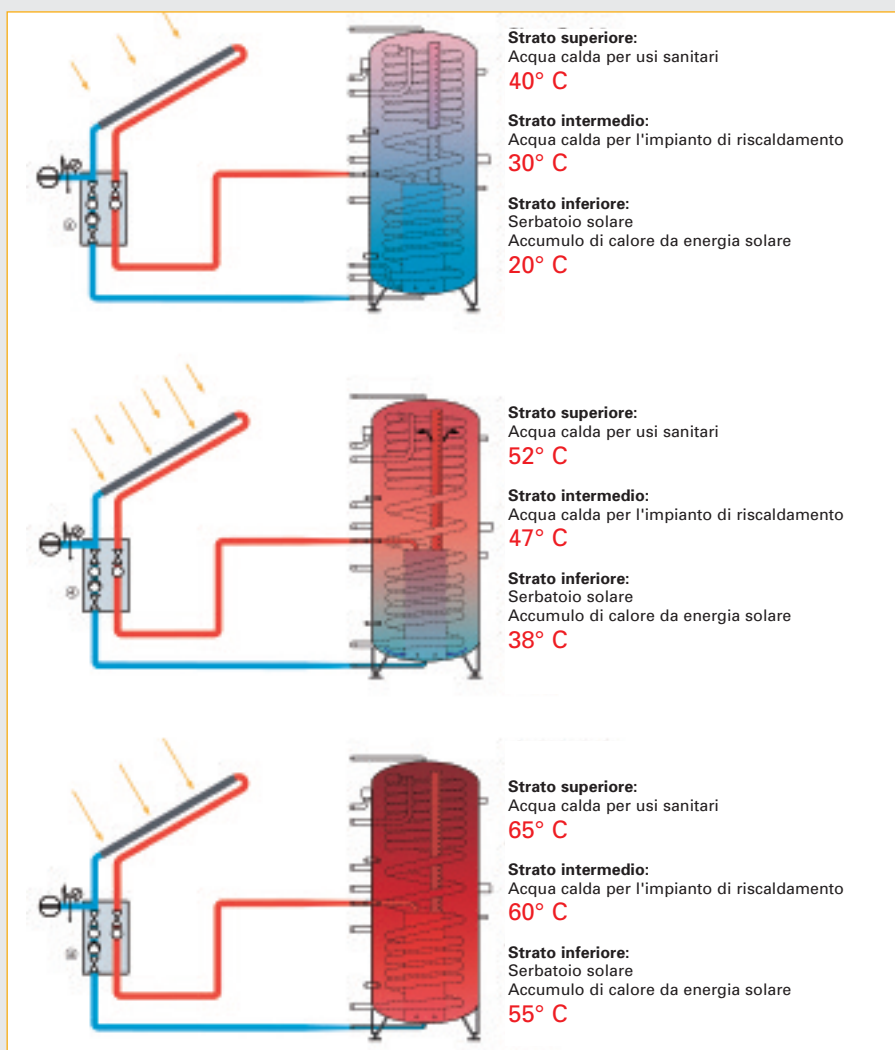 Strato superiore:
Acqua calda per usi sanitari
40° C
Strato intermedio:
Acqua calda per l'impianto di riscaldamento
30° C
Strato inferiore:
Serbatoio solare
Accumulo di calore da energia solare
20° C
Strato superiore:
Acqua calda per usi sanitari
52° C
Strato intermedio:
Acqua calda per l'impianto di riscaldamento
47° C
Strato inferiore:
Serbatoio solare
Accumulo di calore da energia solare
38° C
Strato superiore:
Acqua calda per usi sanitari
65° C
Strato intermedio:
Acqua calda per l'impianto di riscaldamento
60° C
Strato inferiore:
Serbatoio solare
Accumulo di calore da energia solare
55° C